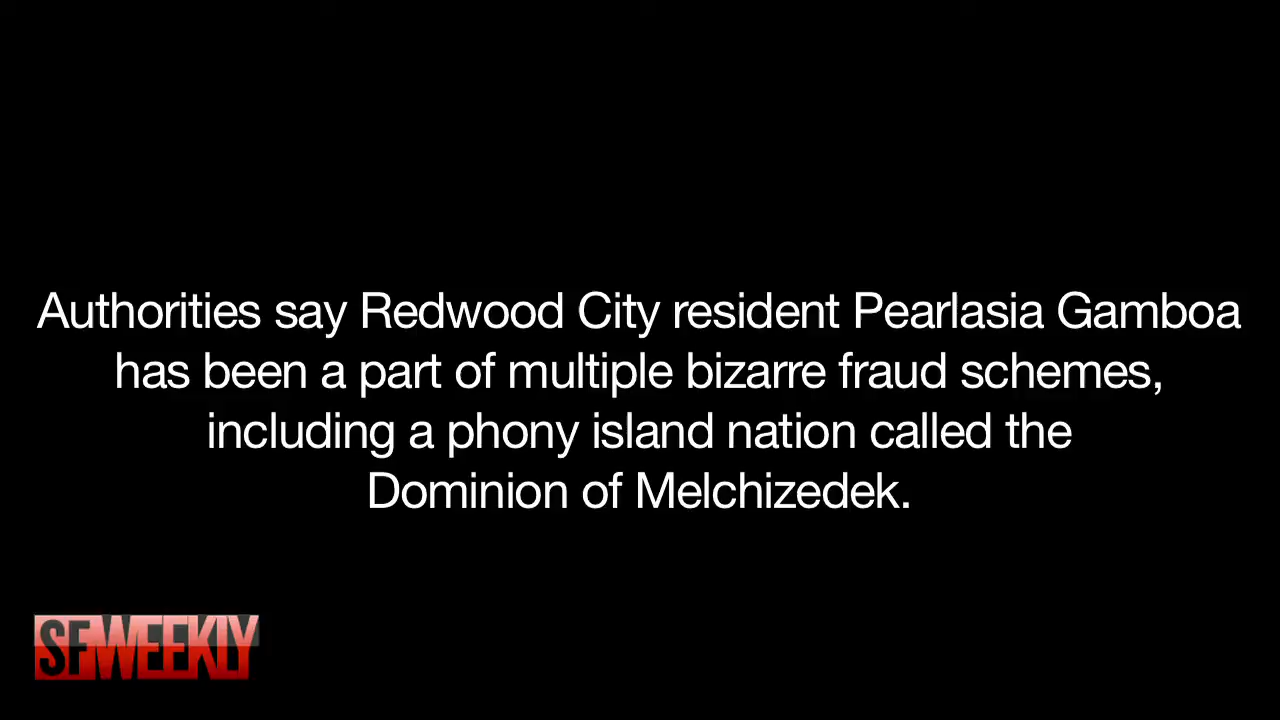 Authorities say Redwood City resident Pearlasia Gamboa
has been a part of multiple bizarre fraud schemes,
including a phony island nation called the
Dominion of Melchizedek.
SFWEEKLY